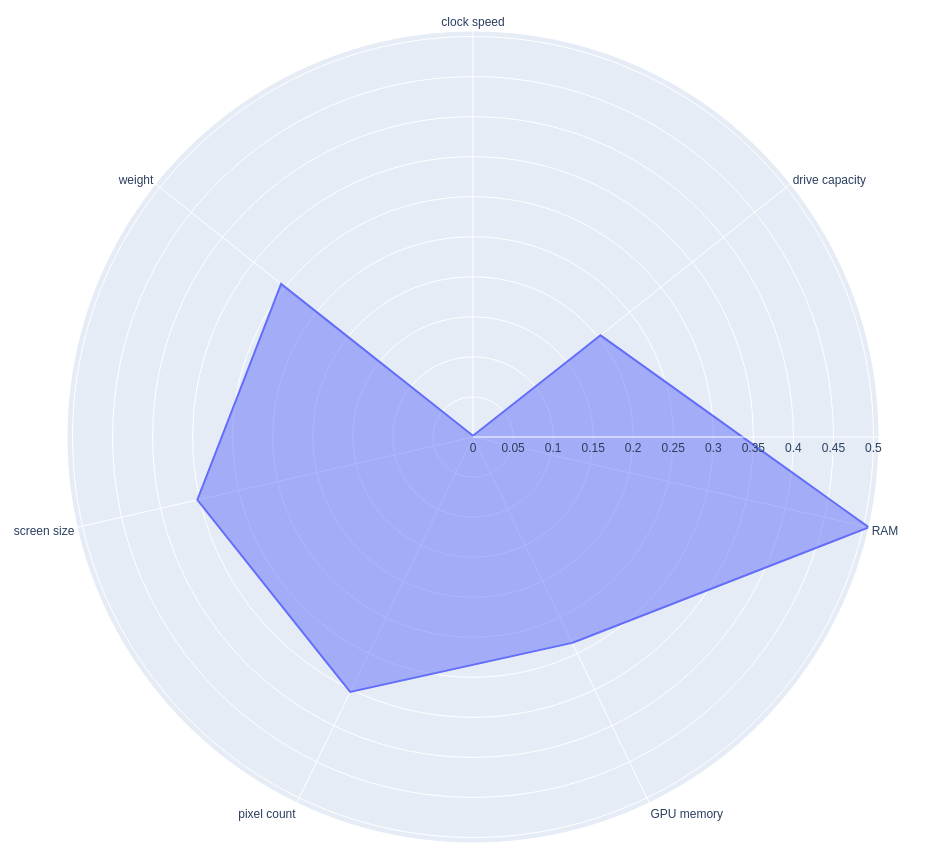 clock speed
weight
drive capacity
0 0.05 0.1 0.15 0.2 0.25 0.3 0.35 0.4 0.45 0.5
screen size
RAM
pixel count
GPU memory